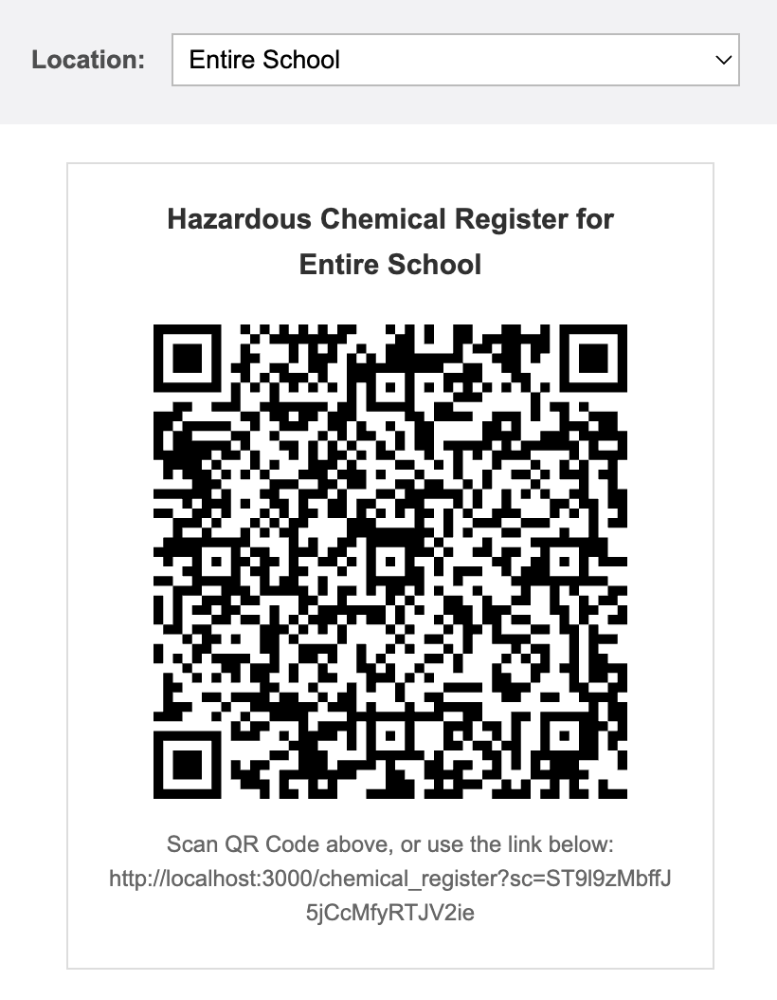 Location:
Entire School
Hazardous Chemical Register for
Entire School
Scan QR Code above, or use the link below:
http://localhost:3000/chemical_register?sc=ST9l9zMbffJ
5jCcMfyRTJV2ie